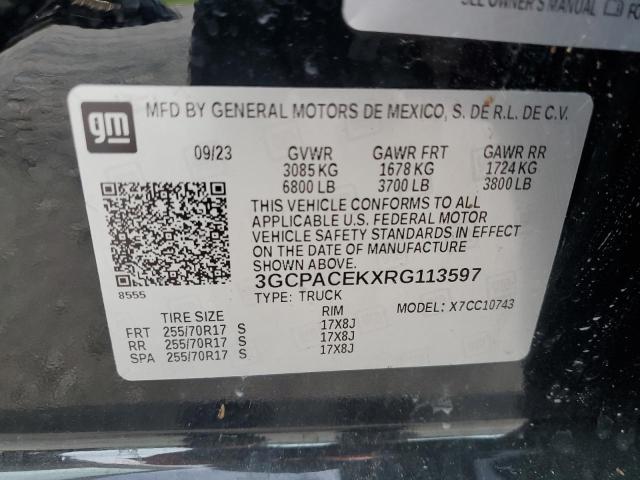 SEE OWNER'S MANUAL
gm
MFD BY GENERAL MOTORS DE MEXICO, S. DE R.L. DE C.V.
09/23 GVWR GAWR FRT GAWR RR
3085 KG 1678 KG 1724 KG
6800 LB 3700 LB 3800 LB
THIS VEHICLE CONFORMS TO ALL
APPLICABLE U.S. FEDERAL MOTOR
VEHICLE SAFETY STANDARDS IN EFFECT
ON THE DATE OF MANUFACTURE
SHOWN ABOVE.
3GCPACEKXRG113597
8555
TYPE: TRUCK MODEL: X7CC10743
TIRE SIZE RIM
FRT 255/70R17 S 17X8J
RR 255/70R17 S 17X8J
SPA 255/70R17 S 17X8J